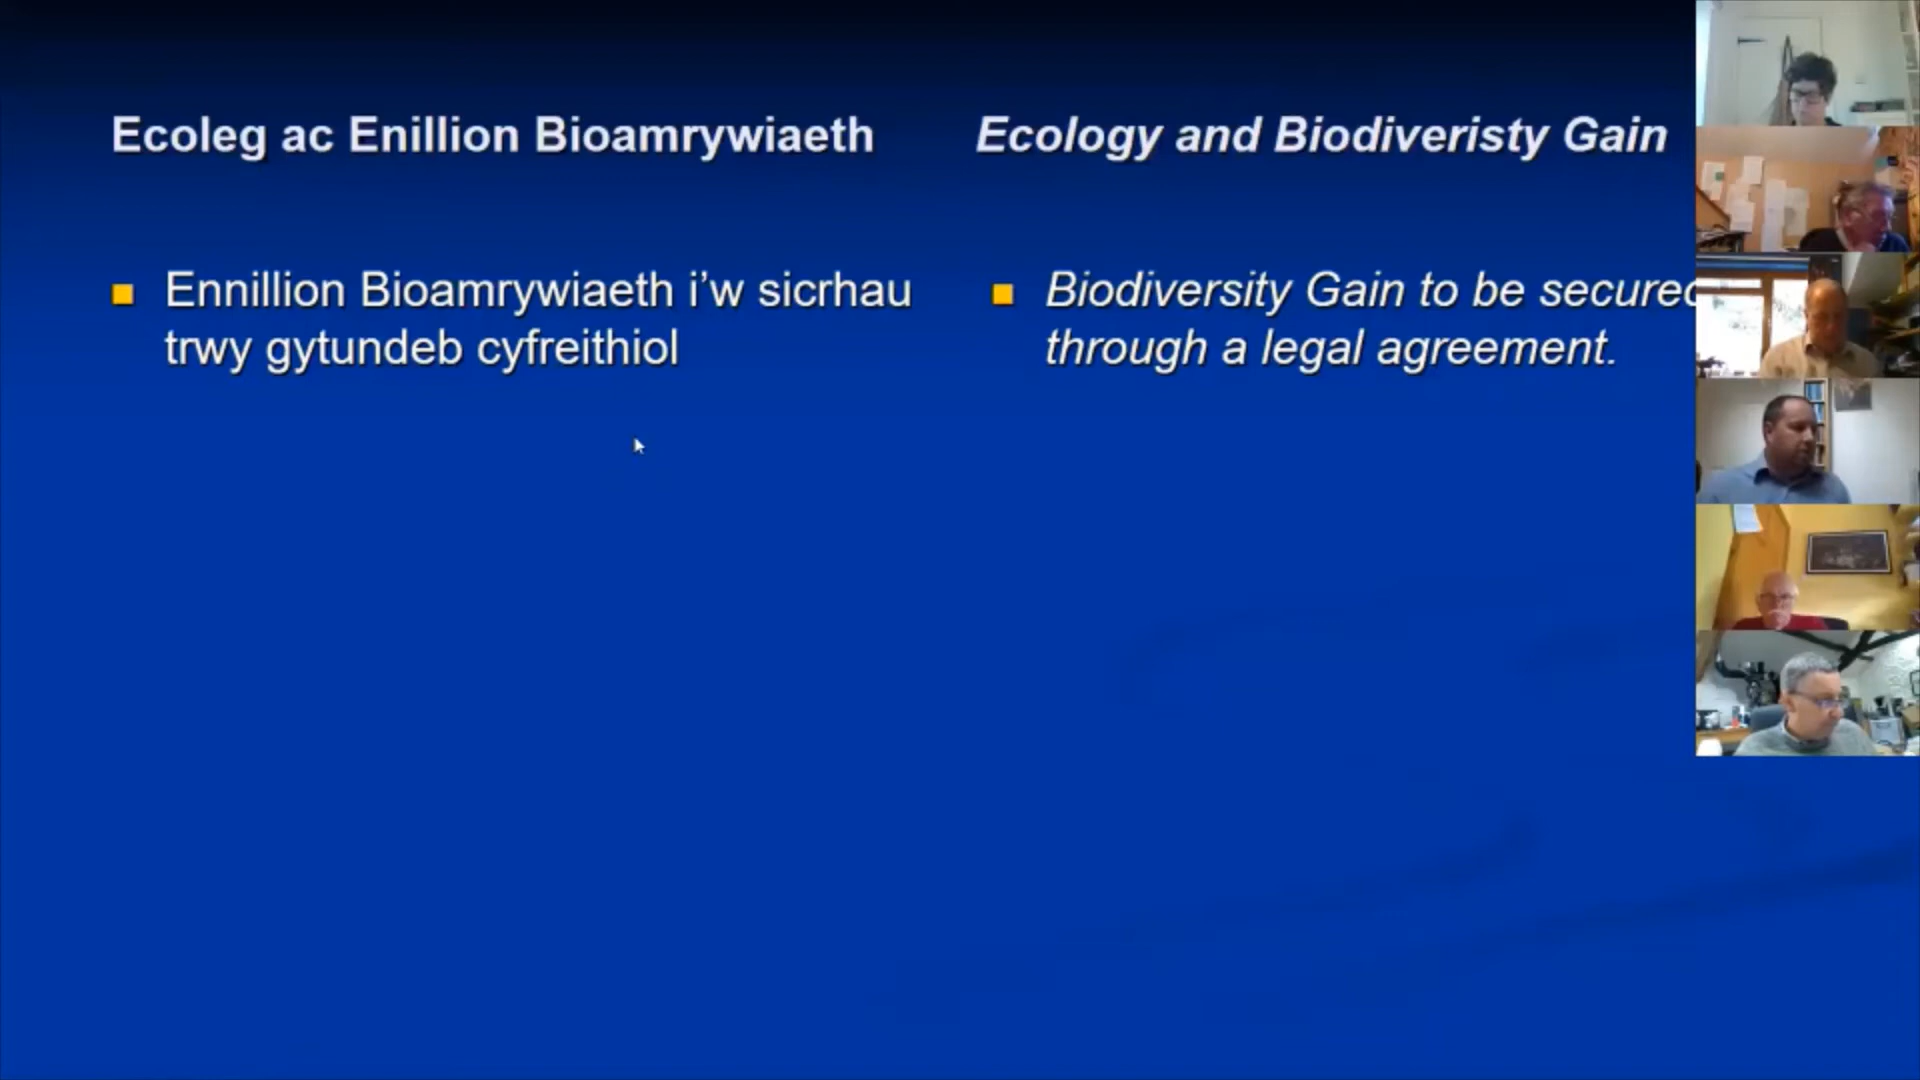 Ecoleg ac Enillion Bioamrywiaeth
Ennillion Bioamrywiaeth i'w sicrhau
trwy gytundeb cyfreithiol
Ecology and Biodiveristy Gain
Biodiversity Gain to be secured
through a legal agreement.